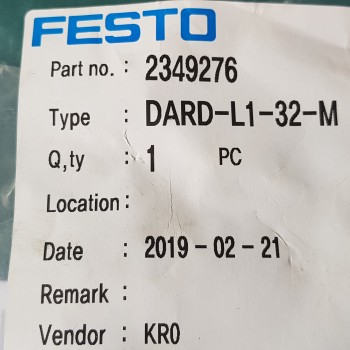 FESTO
Part no. : 2349276
Type : DARD-L1-32-M
Q,ty : 1 PC
Location :
Date : 2019-02-21
Remark :
Vendor : KR0